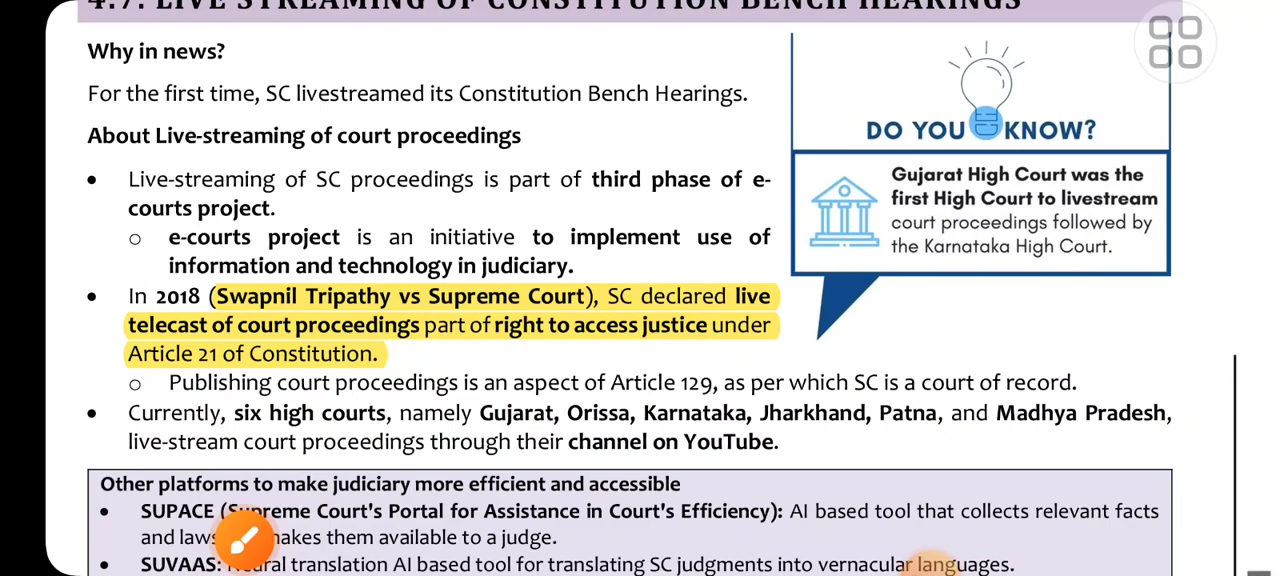 4.7. LIVE STREAMING OF CONSTITUTION BENCH HEARINGS
Why in news?
For the first time, SC livestreamed its Constitution Bench Hearings.
About Live-streaming of court proceedings
• Live-streaming of SC proceedings is part of third phase of e-
courts project.
o e-courts project is an initiative to implement use of
information and technology in judiciary.
• In 2018 (Swapnil Tripathy vs Supreme Court), SC declared live
telecast of court proceedings part of right to access justice under
Article 21 of Constitution.
o Publishing court proceedings is an aspect of Article 129, as per which SC is a court of record.
• Currently, six high courts, namely Gujarat, Orissa, Karnataka, Jharkhand, Patna, and Madhya Pradesh,
live-stream court proceedings through their channel on YouTube.
DO YOU KNOW?
Gujarat High Court was the
first High Court to livestream
court proceedings followed by
the Karnataka High Court.
Other platforms to make judiciary more efficient and accessible
• SUPACE (Supreme Court's Portal for Assistance in Court's Efficiency): AI based tool that collects relevant facts
and laws makes them available to a judge.
• SUVAAS: Neural translation AI based tool for translating SC judgments into vernacular languages.